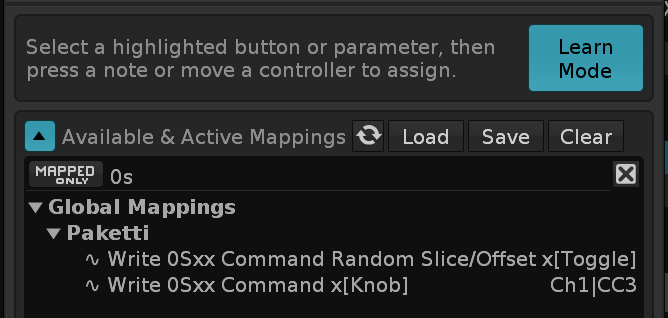 Select a highlighted button or parameter, then
press a note or move a controller to assign.
Learn
Mode
Available & Active Mappings
Load
Save
Clear
MAPPED
ONLY
0s
Global Mappings
Paketti
Write 0Sxx Command Random Slice/Offset x[Toggle]
Write 0Sxx Command x[Knob] Ch1|CC3